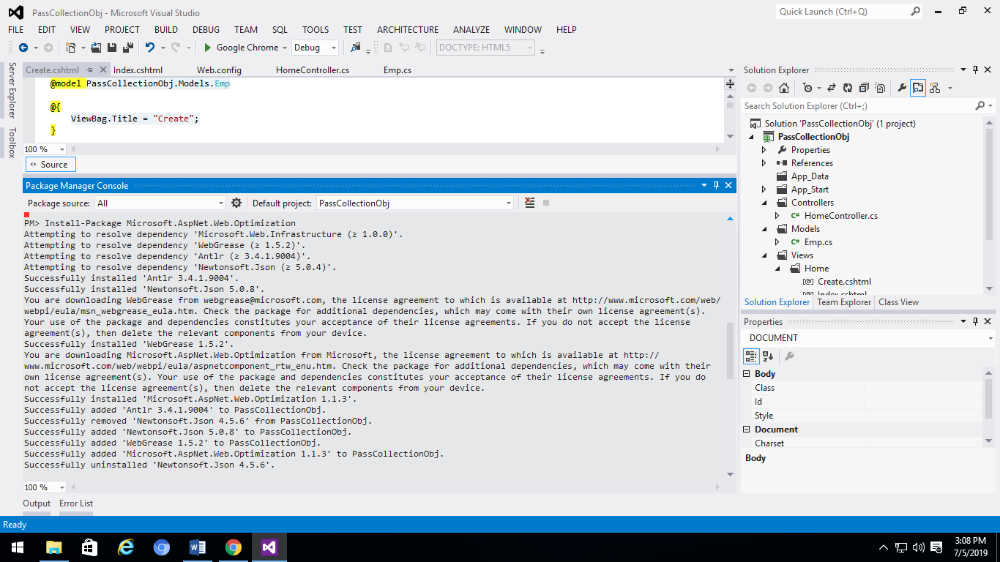 PassCollectionObj - Microsoft Visual Studio
Quick Launch (Ctrl+Q)
FILE EDIT VIEW PROJECT BUILD DEBUG TEAM SQL TOOLS TEST ARCHITECTURE ANALYZE WINDOW HELP
Google Chrome Debug DOCTYPE: HTML5
Server Explorer
Toolbox
Create.cshtml Index.cshtml Web.config HomeController.cs Emp.cs
@model PassCollectionObj.Models.Emp
@{
ViewBag.Title = "Create";
}
100 %
Source
Package Manager Console
Package source: All Default project: PassCollectionObj
PM> Install-Package Microsoft.AspNet.Web.Optimization
Attempting to resolve dependency 'Microsoft.Web.Infrastructure (≥ 1.0.0)'.
Attempting to resolve dependency 'WebGrease (≥ 1.5.2)'.
Attempting to resolve dependency 'Antlr (≥ 3.4.1.9004)'.
Attempting to resolve dependency 'Newtonsoft.Json (≥ 5.0.4)'.
Successfully installed 'Antlr 3.4.1.9004'.
Successfully installed 'Newtonsoft.Json 5.0.8'.
You are downloading WebGrease from webgrease@microsoft.com, the license agreement to which is available at http://www.microsoft.com/web/
webpi/eula/msn_webgrease_eula.htm. Check the package for additional dependencies, which may come with their own license agreement(s).
Your use of the package and dependencies constitutes your acceptance of their license agreements. If you do not accept the license
agreement(s), then delete the relevant components from your device.
Successfully installed 'WebGrease 1.5.2'.
You are downloading Microsoft.AspNet.Web.Optimization from Microsoft, the license agreement to which is available at http://
www.microsoft.com/web/webpi/eula/aspnetcomponent_rtw_enu.htm. Check the package for additional dependencies, which may come with their
own license agreement(s). Your use of the package and dependencies constitutes your acceptance of their license agreements. If you do
not accept the license agreement(s), then delete the relevant components from your device.
Successfully installed 'Microsoft.AspNet.Web.Optimization 1.1.3'.
Successfully added 'Antlr 3.4.1.9004' to PassCollectionObj.
Successfully removed 'Newtonsoft.Json 4.5.6' from PassCollectionObj.
Successfully added 'Newtonsoft.Json 5.0.8' to PassCollectionObj.
Successfully added 'WebGrease 1.5.2' to PassCollectionObj.
Successfully added 'Microsoft.AspNet.Web.Optimization 1.1.3' to PassCollectionObj.
Successfully uninstalled 'Newtonsoft.Json 4.5.6'.
100 %
Output Error List
Solution Explorer
Search Solution Explorer (Ctrl+;)
Solution 'PassCollectionObj' (1 project)
PassCollectionObj
Properties
References
App_Data
App_Start
Controllers
C# HomeController.cs
Models
C# Emp.cs
Views
Home
[@] Create.cshtml
[@] Index.cshtml
Solution Explorer Team Explorer Class View
Properties
DOCUMENT
Body
Class
Id
Style
Document
Charset
Body
Ready
3:08 PM
7/5/2019